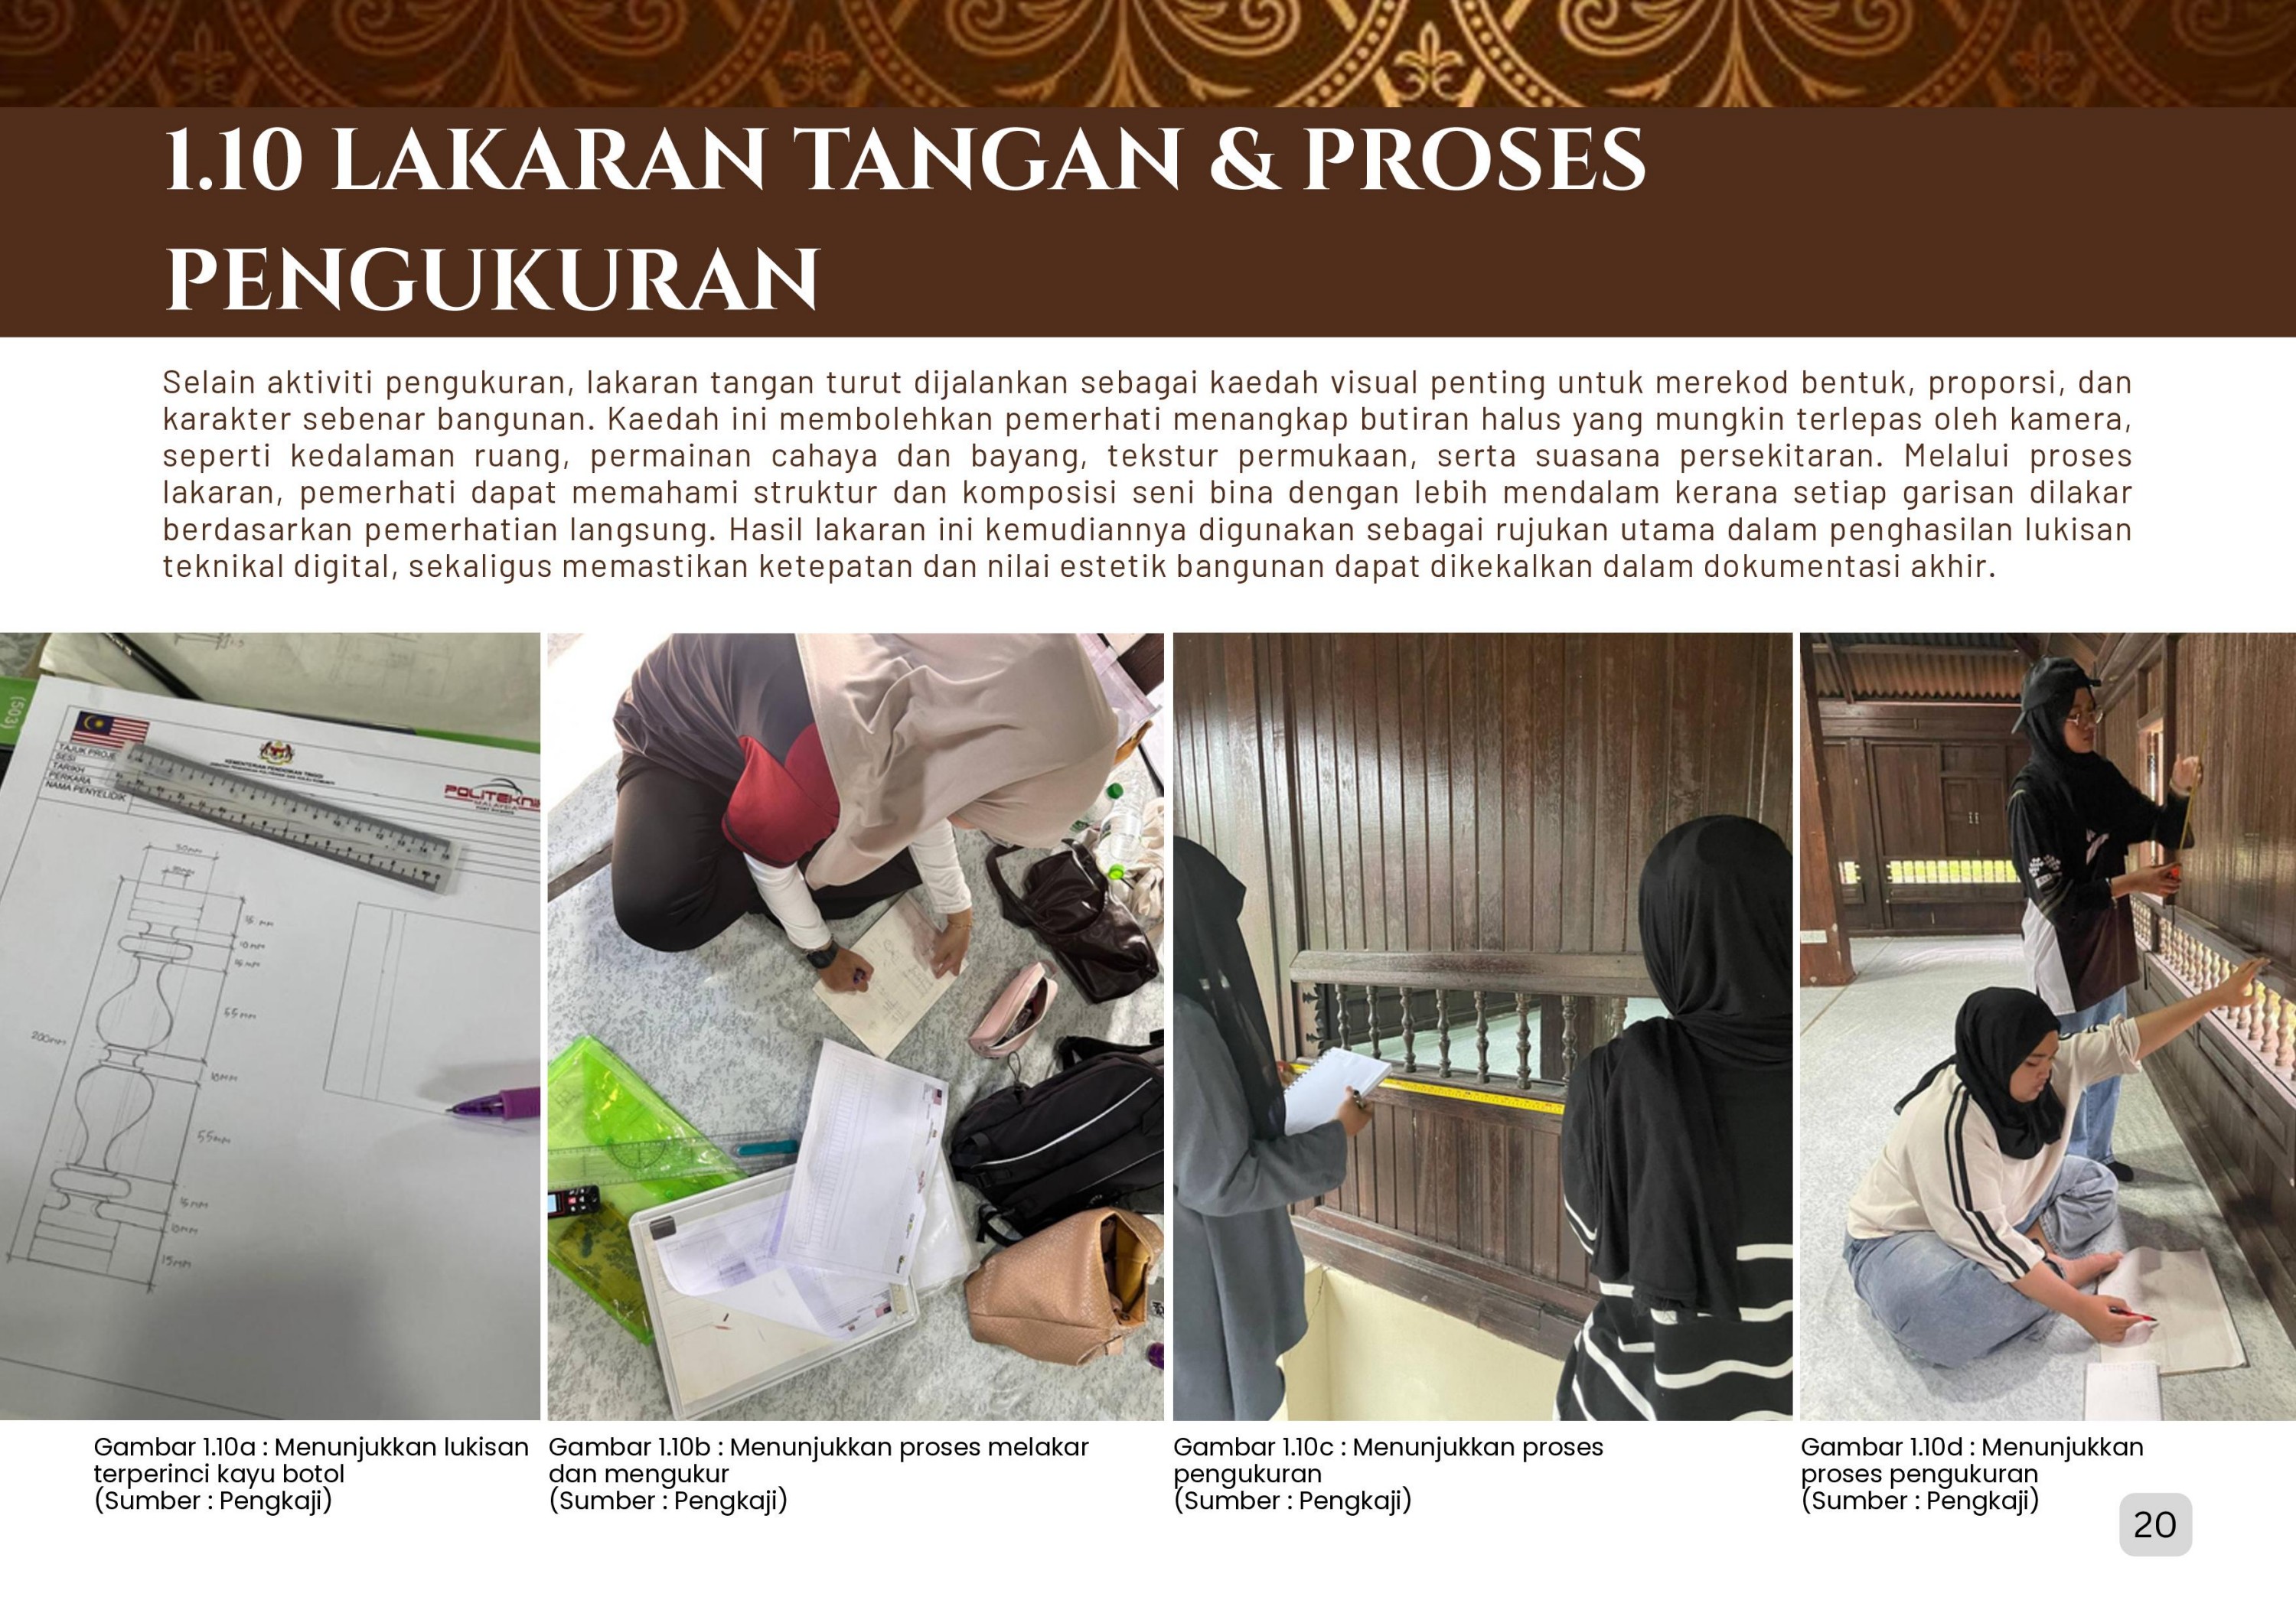 1.10 LAKARAN TANGAN & PROSES
PENGUKURAN
Selain aktiviti pengukuran, lakaran tangan turut dijalankan sebagai kaedah visual penting untuk merekod bentuk, proporsi, dan
karakter sebenar bangunan. Kaedah ini membolehkan pemerhati menangkap butiran halus yang mungkin terlepas oleh kamera,
seperti kedalaman ruang, permainan cahaya dan bayang, tekstur permukaan, serta suasana persekitaran. Melalui proses
lakaran, pemerhati dapat memahami struktur dan komposisi seni bina dengan lebih mendalam kerana setiap garisan dilakar
berdasarkan pemerhatian langsung. Hasil lakaran ini kemudiannya digunakan sebagai rujukan utama dalam penghasilan lukisan
teknikal digital, sekaligus memastikan ketepatan dan nilai estetik bangunan dapat dikekalkan dalam dokumentasi akhir.
(503)
TAJUK PROJE
SESI
TARIKH
PERKARA
NAMA PENYELIDIK
KEMENTERIAN PENDIDIKAN TINGGI
POLITEKNIK
MALAYSIA
50mm
10mm
55mm
200mm
10mm
55mm
15mm
10mm
15mm
Gambar 1.10a : Menunjukkan lukisan
terperinci kayu botol
(Sumber : Pengkaji)
Gambar 1.10b : Menunjukkan proses melakar
dan mengukur
(Sumber : Pengkaji)
Gambar 1.10c : Menunjukkan proses
pengukuran
(Sumber : Pengkaji)
Gambar 1.10d : Menunjukkan
proses pengukuran
(Sumber : Pengkaji)
20